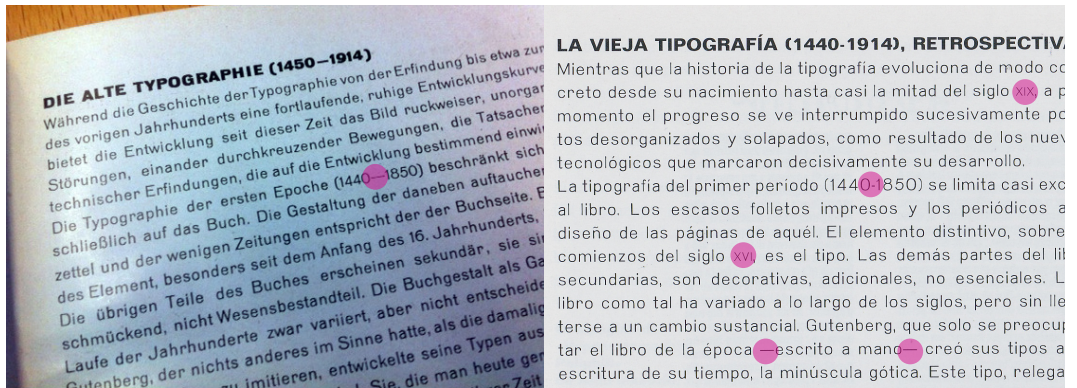 DIE ALTE TYPOGRAPHIE (1450—1914)
Während die Geschichte der Typographie von der Erfindung bis etwa zur
des vorigen Jahrhunderts eine fortlaufende, ruhige Entwicklungskurve
bietet die Entwicklung seit dieser Zeit das Bild ruckweiser, unorgan
Störungen, einander durchkreuzender Bewegungen, die Tatsachen
technischer Erfindungen, die auf die Entwicklung bestimmend einwir
Die Typographie der ersten Epoche (1440—1850) beschränkt sich
schließlich auf das Buch. Die Gestaltung der daneben auftauchen
zettel und der wenigen Zeitungen entspricht der der Buchseite. B
des Element, besonders seit dem Anfang des 16. Jahrhunderts,
Die übrigen Teile des Buches erscheinen sekundär, sie sin
schmückend, nicht Wesensbestandteil. Die Buchgestalt als Ga
Laufe der Jahrhunderte zwar variiert, aber nicht entscheide
Gutenberg, der nichts anderes im Sinne hatte, als die damalig
zu imitieren, entwickelte seine Typen aus
Sie, die man heute ger
Zeit
LA VIEJA TIPOGRAFÍA (1440-1914), RETROSPECTIVA
Mientras que la historia de la tipografía evoluciona de modo co
creto desde su nacimiento hasta casi la mitad del siglo XIX, a p
momento el progreso se ve interrumpido sucesivamente po
tos desorganizados y solapados, como resultado de los nuev
tecnológicos que marcaron decisivamente su desarrollo.
La tipografía del primer período (1440-1850) se limita casi exc
al libro. Los escasos folletos impresos y los periódicos a
diseño de las páginas de aquél. El elemento distintivo, sobre
comienzos del siglo XVI, es el tipo. Las demás partes del lib
secundarias, son decorativas, adicionales, no esenciales. L
libro como tal ha variado a lo largo de los siglos, pero sin lle
terse a un cambio sustancial. Gutenberg, que solo se preocup
tar el libro de la época —escrito a mano— creó sus tipos a
escritura de su tiempo, la minúscula gótica. Este tipo, relega